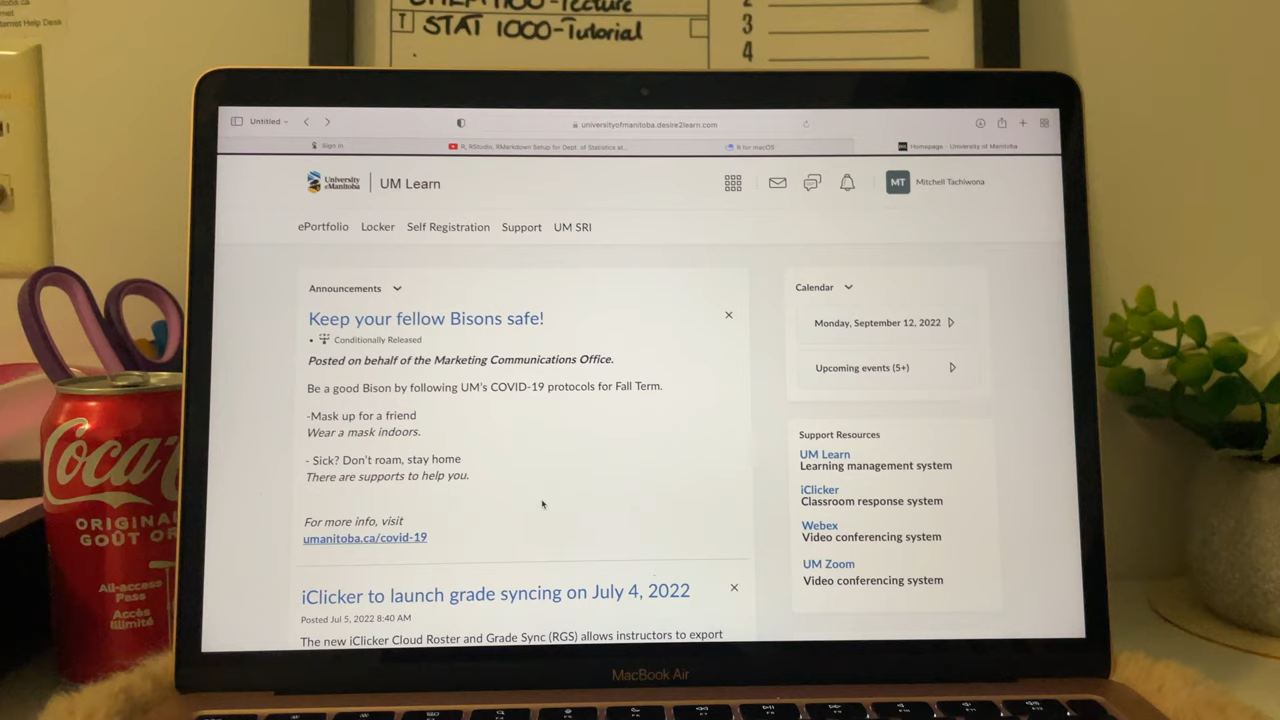 itoba.ca
rnet
ternet Help Desk
-Lecture
T STAT 1000-Tutorial
3
4
Untitled
universityofmanitoba.desire2learn.com
Sign in
R, RStudio, RMarkdown Setup for Dept. of Statistics at...
R for macOS
Homepage - University of Manitoba
University
of Manitoba
UM Learn
MT Mitchell Tachiwona
ePortfolio Locker Self Registration Support UM SRI
Announcements
Keep your fellow Bisons safe!
• Conditionally Released
Posted on behalf of the Marketing Communications Office.
Be a good Bison by following UM's COVID-19 protocols for Fall Term.
-Mask up for a friend
Wear a mask indoors.
- Sick? Don't roam, stay home
There are supports to help you.
For more info, visit
umanitoba.ca/covid-19
iClicker to launch grade syncing on July 4, 2022
Posted Jul 5, 2022 8:40 AM
The new iClicker Cloud Roster and Grade Sync (RGS) allows instructors to export
Calendar
Monday, September 12, 2022
Upcoming events (5+)
Support Resources
UM Learn
Learning management system
iClicker
Classroom response system
Webex
Video conferencing system
UM Zoom
Video conferencing system
Coca-C
ORIGINA
GOÛT OR
All-access
Pass
Accès
illimité
MacBook Air